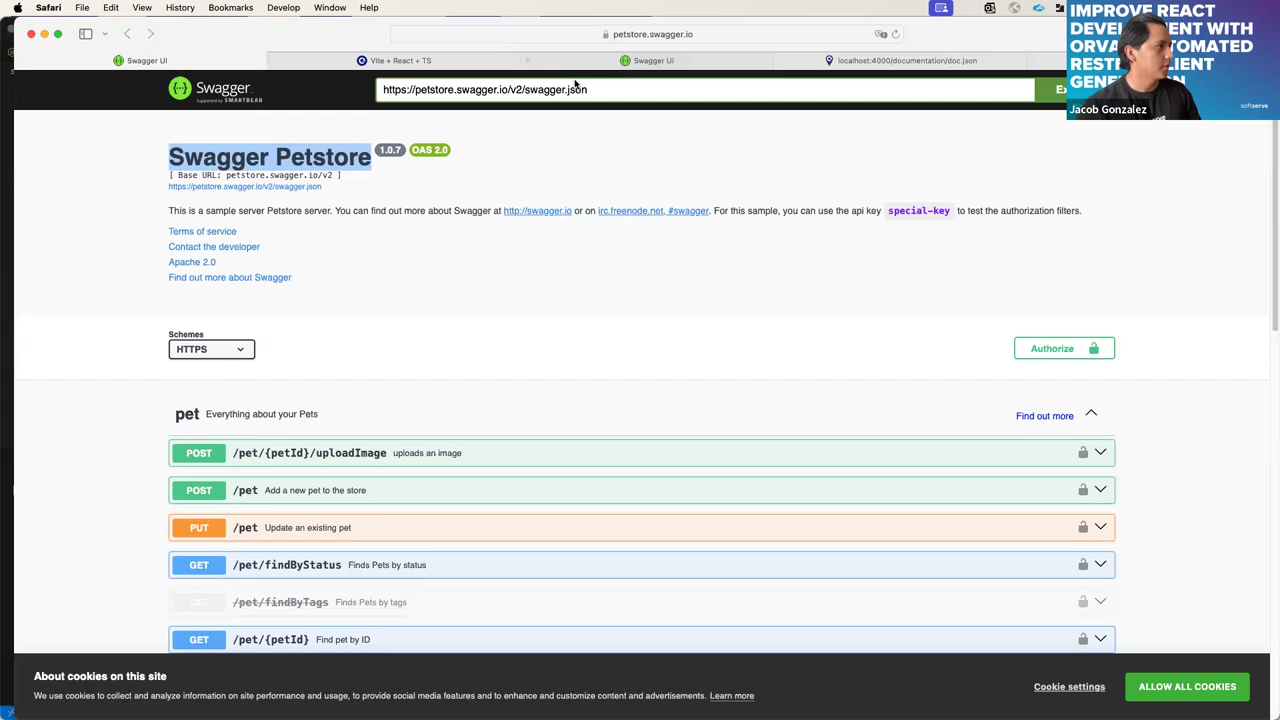 Safari File Edit View History Bookmarks Develop Window Help
petstore.swagger.io
Swagger UI
Vite + React + TS
Swagger UI
localhost:4000/documentation/doc.json
Swagger
Supported by SMARTBEAR
https://petstore.swagger.io/v2/swagger.json
IMPROVE REACT
WITH
ORVA
REST
GENE
Jacob Gonzalez
softserve
Swagger Petstore 1.0.7 OAS 2.0
[ Base URL: petstore.swagger.io/v2 ]
https://petstore.swagger.io/v2/swagger.json
This is a sample server Petstore server. You can find out more about Swagger at http://swagger.io or on irc.freenode.net, #swagger. For this sample, you can use the api key special-key to test the authorization filters.
Terms of service
Contact the developer
Apache 2.0
Find out more about Swagger
Schemes
HTTPS
Authorize
pet Everything about your Pets
Find out more
POST /pet/{petId}/uploadImage uploads an image
POST /pet Add a new pet to the store
PUT /pet Update an existing pet
GET /pet/findByStatus Finds Pets by status
GET /pet/findByTags Finds Pets by tags
GET /pet/{petId} Find pet by ID
About cookies on this site
We use cookies to collect and analyze information on site performance and usage, to provide social media features and to enhance and customize content and advertisements. Learn more
Cookie settings
ALLOW ALL COOKIES